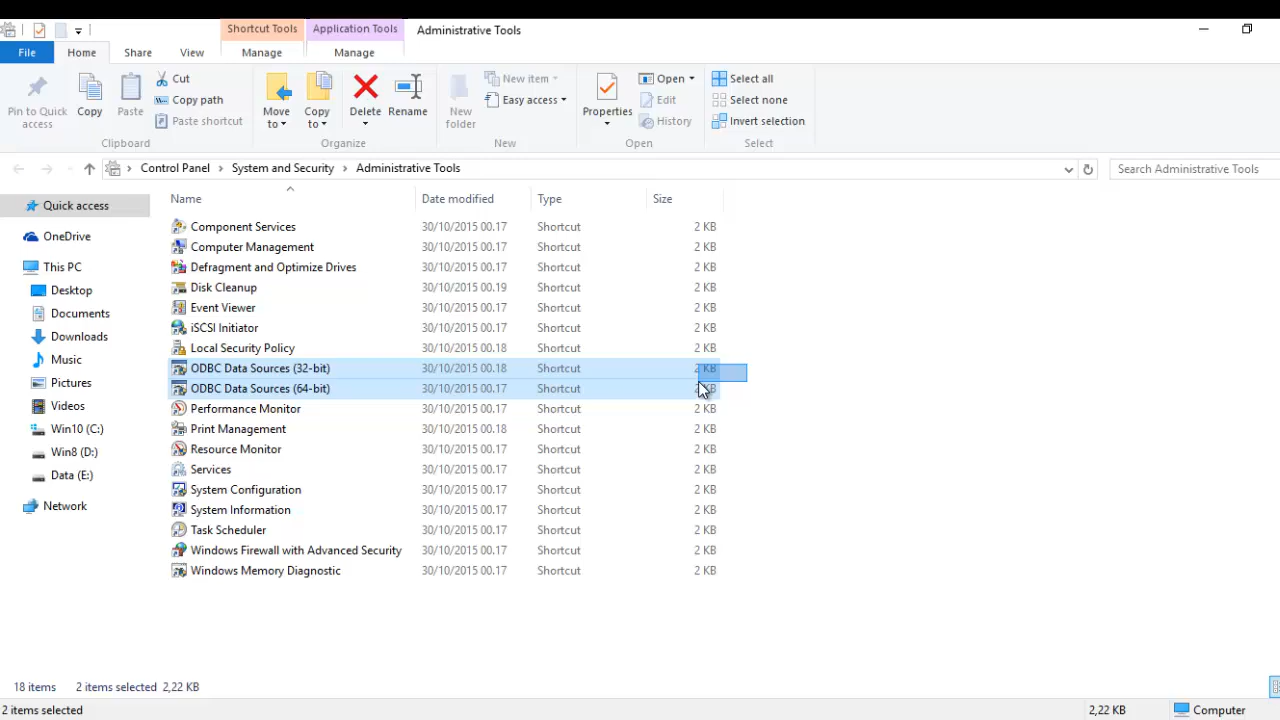 Shortcut Tools Application Tools Administrative Tools
File Home Share View Manage Manage
Pin to Quick access
Copy
Paste
Cut
Copy path
Paste shortcut
Clipboard
Move to
Copy to
Delete
Rename
Organize
New folder
New item
Easy access
New
Properties
Open
Edit
History
Open
Select all
Select none
Invert selection
Select
Control Panel > System and Security > Administrative Tools
Search Administrative Tools
Quick access
OneDrive
This PC
Desktop
Documents
Downloads
Music
Pictures
Videos
Win10 (C:)
Win8 (D:)
Data (E:)
Network
Name Date modified Type Size
Component Services 30/10/2015 00.17 Shortcut 2 KB
Computer Management 30/10/2015 00.17 Shortcut 2 KB
Defragment and Optimize Drives 30/10/2015 00.17 Shortcut 2 KB
Disk Cleanup 30/10/2015 00.19 Shortcut 2 KB
Event Viewer 30/10/2015 00.17 Shortcut 2 KB
iSCSI Initiator 30/10/2015 00.17 Shortcut 2 KB
Local Security Policy 30/10/2015 00.18 Shortcut 2 KB
ODBC Data Sources (32-bit) 30/10/2015 00.18 Shortcut 2 KB
ODBC Data Sources (64-bit) 30/10/2015 00.17 Shortcut 2 KB
Performance Monitor 30/10/2015 00.17 Shortcut 2 KB
Print Management 30/10/2015 00.18 Shortcut 2 KB
Resource Monitor 30/10/2015 00.17 Shortcut 2 KB
Services 30/10/2015 00.17 Shortcut 2 KB
System Configuration 30/10/2015 00.17 Shortcut 2 KB
System Information 30/10/2015 00.17 Shortcut 2 KB
Task Scheduler 30/10/2015 00.17 Shortcut 2 KB
Windows Firewall with Advanced Security 30/10/2015 00.17 Shortcut 2 KB
Windows Memory Diagnostic 30/10/2015 00.17 Shortcut 2 KB
18 items 2 items selected 2,22 KB
2 items selected 2,22 KB Computer